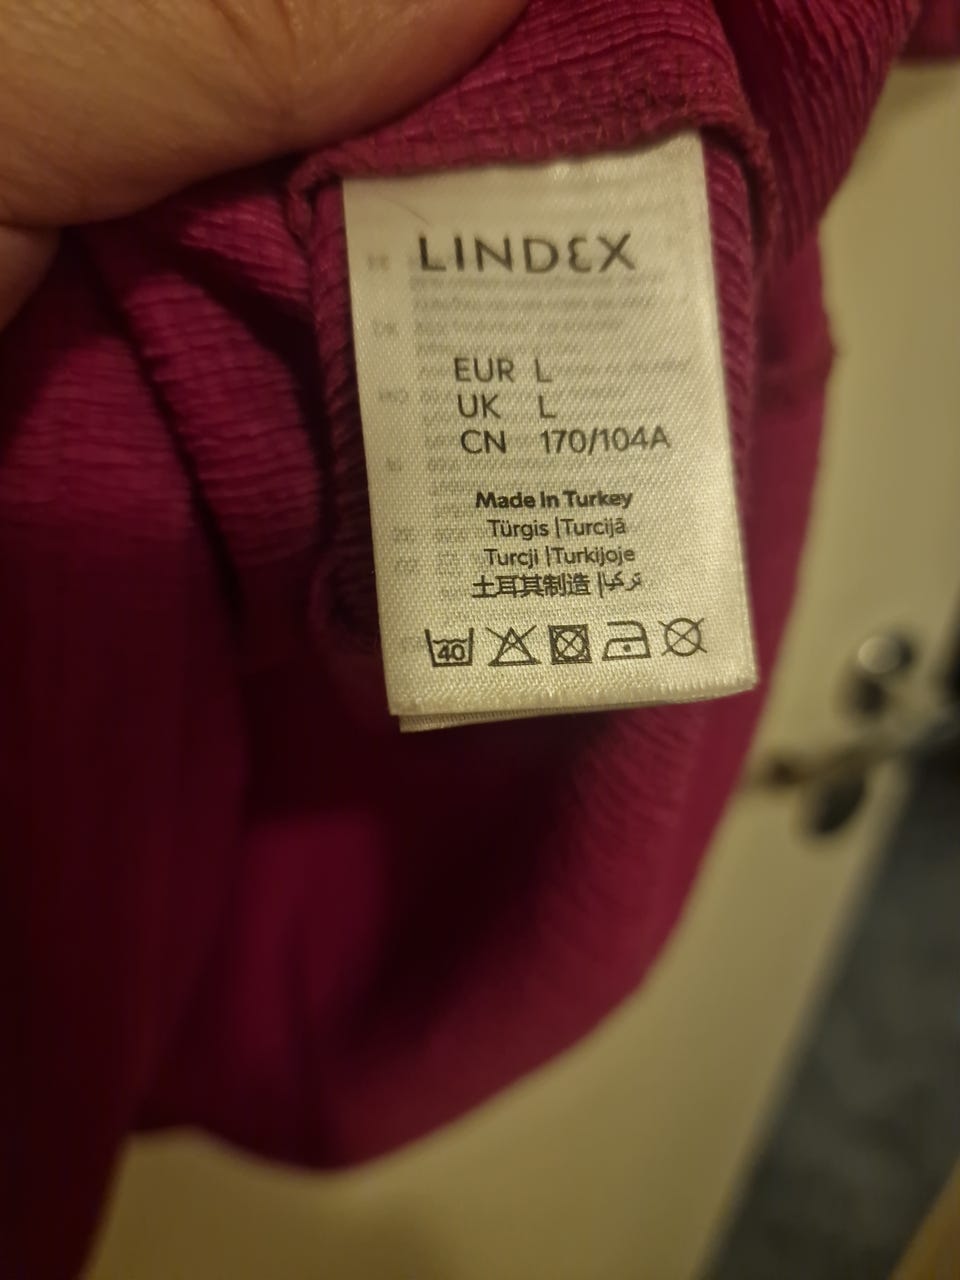 LINDEX
EUR L
UK L
CN 170/104A
Made In Turkey
Türgis |Turcijā
Turcji |Turkijoje
土耳其制造 |تركيا
40